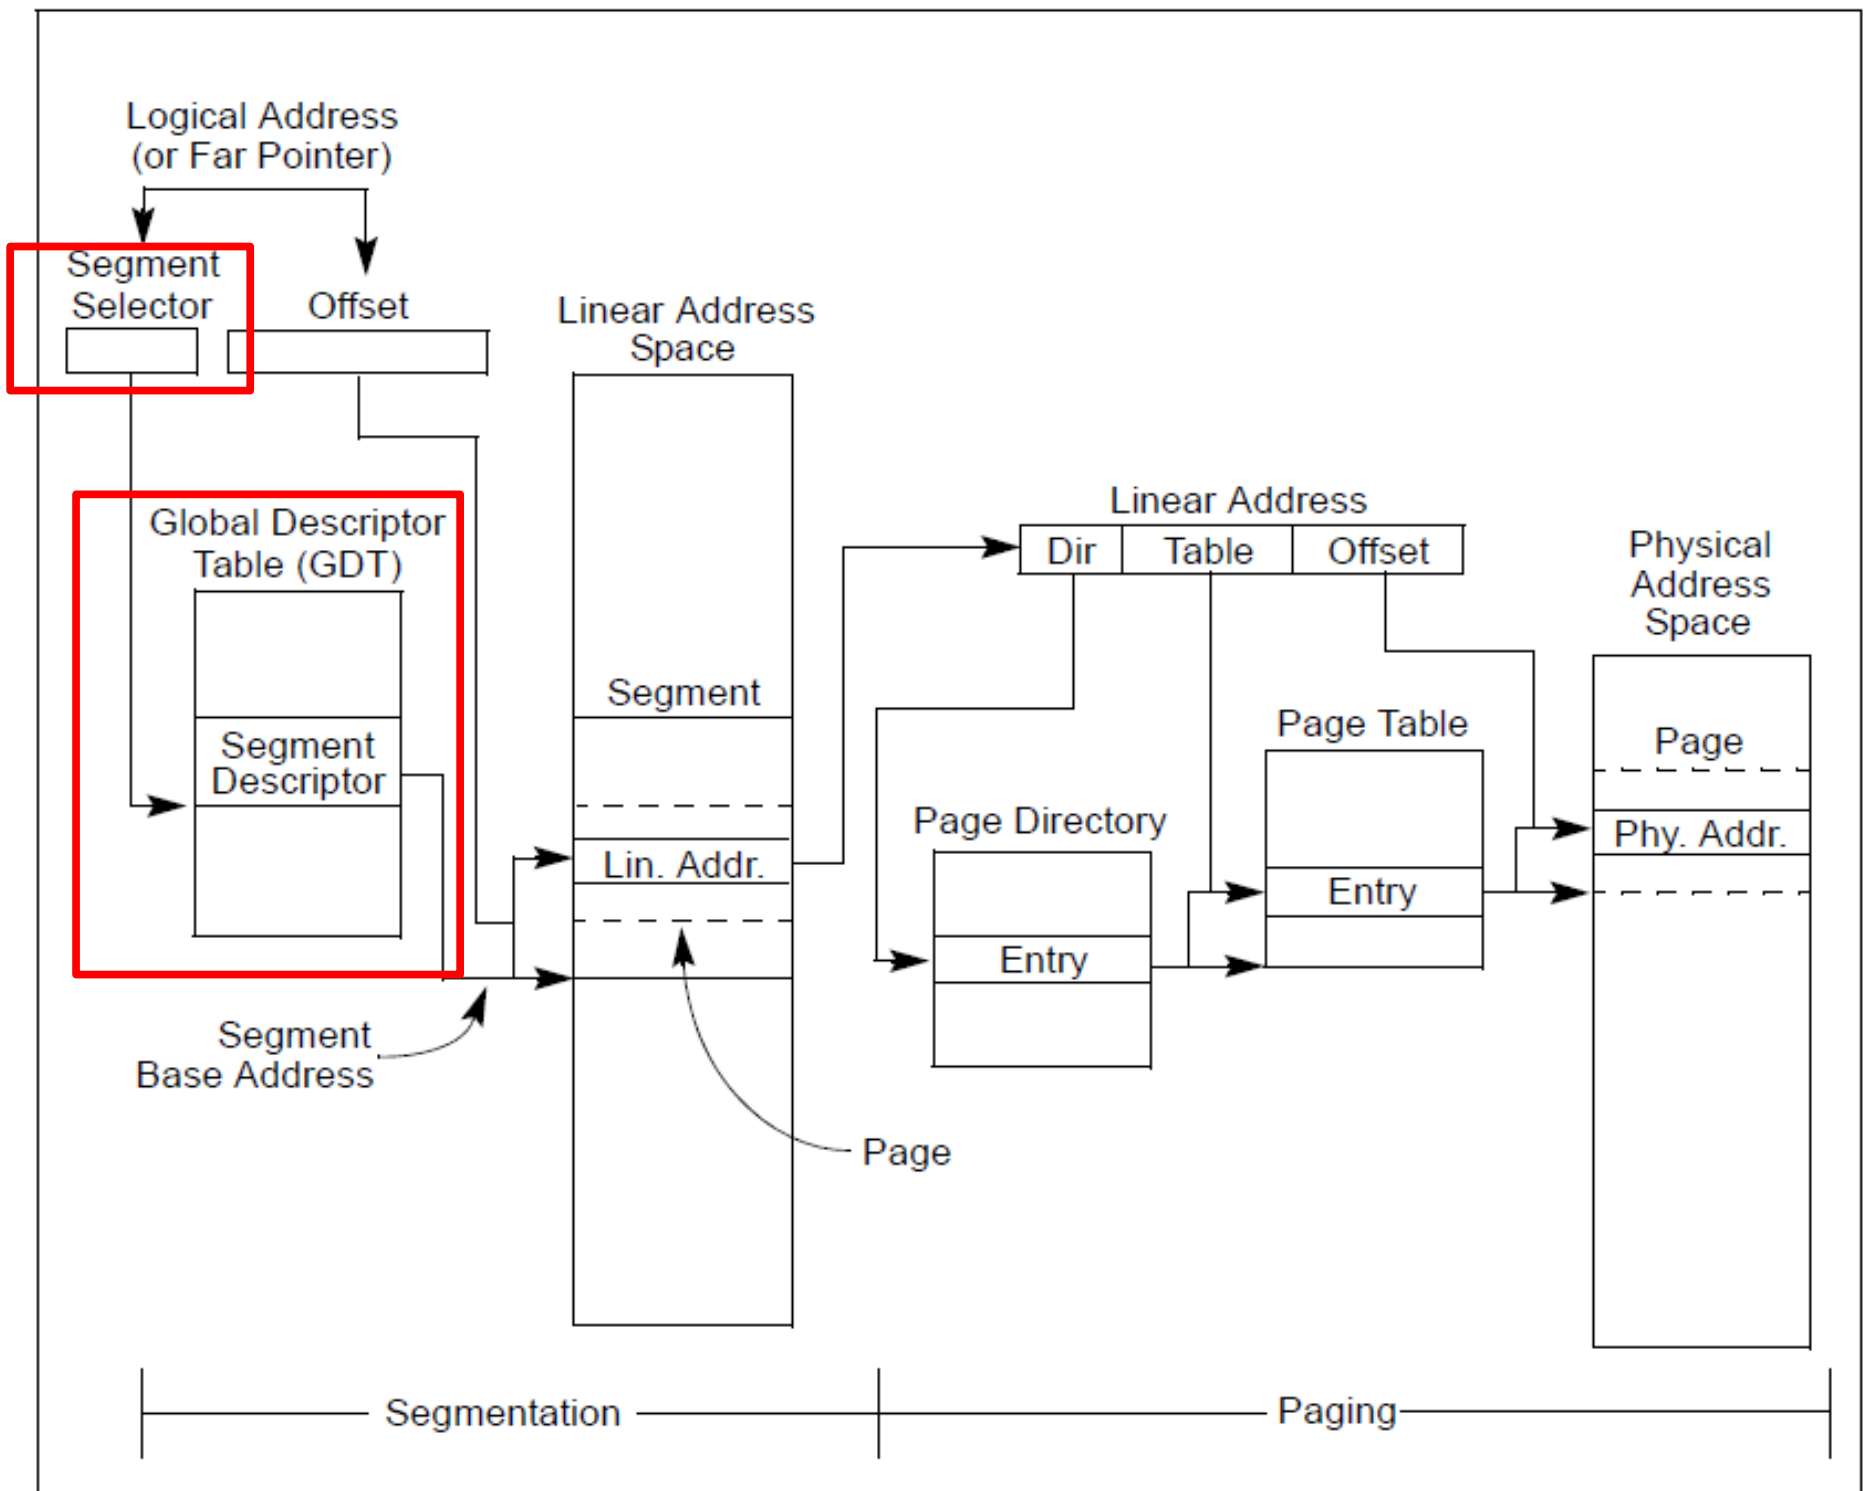 Logical Address
(or Far Pointer)
Segment
Selector
Offset
Linear Address
Space
Global Descriptor
Table (GDT)
Segment
Descriptor
Segment
Base Address
Segment
Lin. Addr.
Page
Linear Address
Dir
Table
Offset
Page Directory
Entry
Page Table
Entry
Physical
Address
Space
Page
Phy. Addr.
Segmentation
Paging